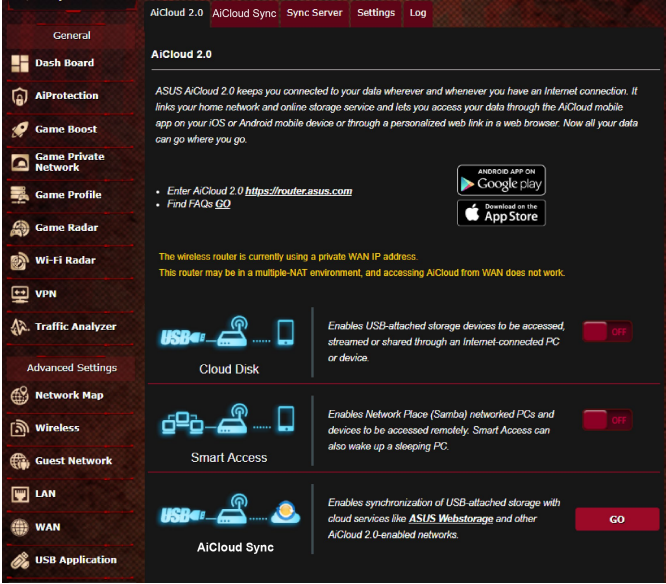 General
Dash Board
AiProtection
Game Boost
Game Private
Network
Game Profile
Game Radar
Wi-Fi Radar
VPN
Traffic Analyzer
Advanced Settings
Network Map
Wireless
Guest Network
LAN
WAN
USB Application
AiCloud 2.0 AiCloud Sync Sync Server Settings Log
AiCloud 2.0
ASUS AiCloud 2.0 keeps you connected to your data wherever and whenever you have an Internet connection. It
links your home network and online storage service and lets you access your data through the AiCloud mobile
app on your iOS or Android mobile device or through a personalized web link in a web browser. Now all your data
can go where you go.
• Enter AiCloud 2.0 https://router.asus.com
• Find FAQs GO
ANDROID APP ON
Google play
Download on the
App Store
The wireless router is currently using a private WAN IP address.
This router may be in a multiple-NAT environment, and accessing AiCloud from WAN does not work.
USB
Cloud Disk
Enables USB-attached storage devices to be accessed,
streamed or shared through an Internet-connected PC
or device.
OFF
Smart Access
Enables Network Place (Samba) networked PCs and
devices to be accessed remotely. Smart Access can
also wake up a sleeping PC.
OFF
USB
AiCloud Sync
Enables synchronization of USB-attached storage with
cloud services like ASUS Webstorage and other
AiCloud 2.0-enabled networks.
GO